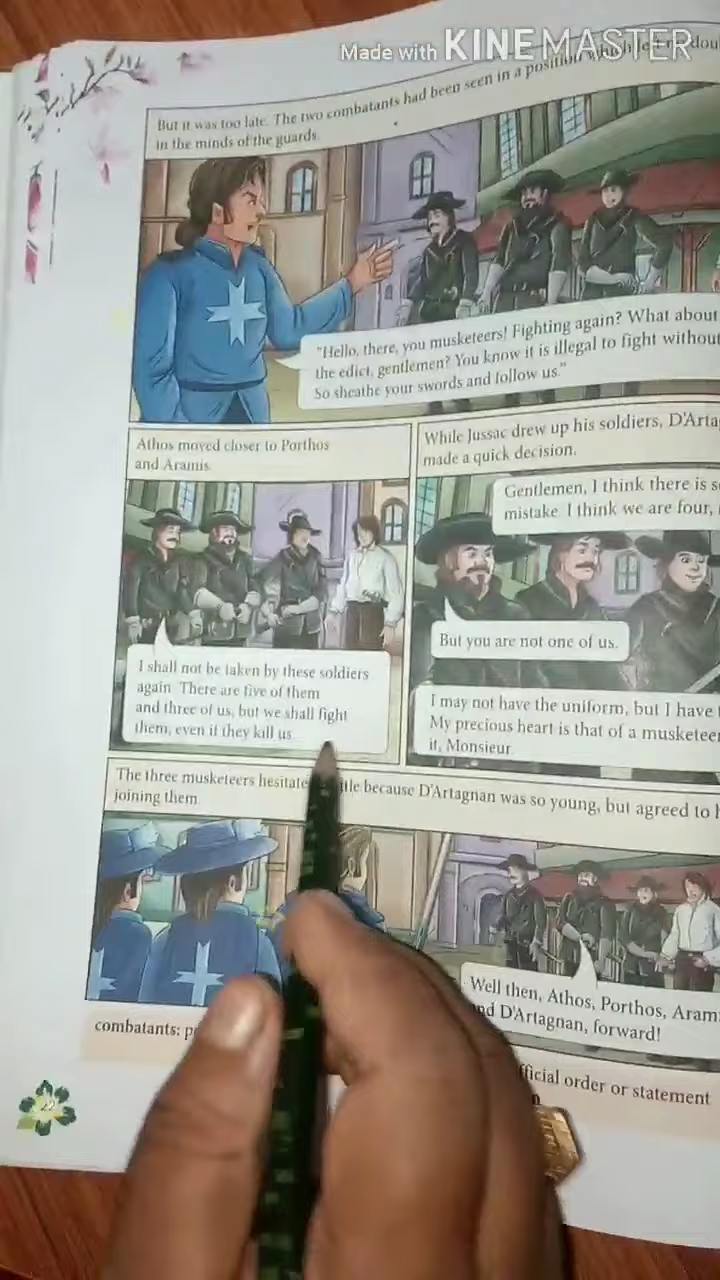 Made with KINEMASTER
But it was too late. The two combatants had been seen in a position which
in the minds of the guards.
"Hello, there, you musketeers! Fighting again? What about
the edict, gentlemen? You know it is illegal to fight without
So sheathe your swords and follow us."
Athos moved closer to Porthos
and Aramis.
While Jussac drew up his soldiers, D'Arta
made a quick decision.
Gentlemen, I think there is
mistake. I think we are four,
But you are not one of us.
I shall not be taken by these soldiers
again. There are five of them
and three of us, but we shall fight
them, even if they kill us.
I may not have the uniform, but I have
My precious heart is that of a musketeer
it, Monsieur.
The three musketeers because D'Artagnan was so young, but agreed to
joining them.
Well then, Athos, Porthos, Aram
D'Artagnan, forward!
combatants:
order or statement
22